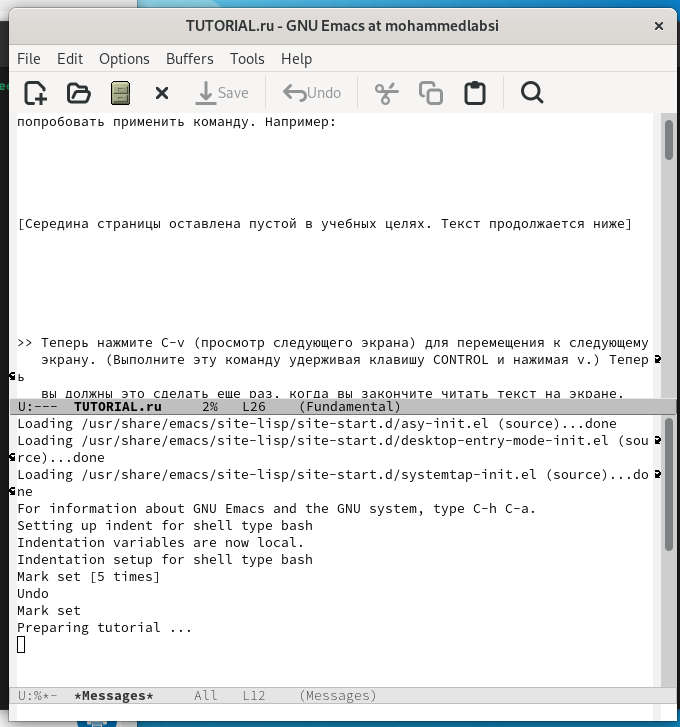 TUTORIAL.ru - GNU Emacs at mohammedlabsi
File Edit Options Buffers Tools Help
Save Undo
попробовать применить команду. Например:
[Середина страницы оставлена пустой в учебных целях. Текст продолжается ниже]
>> Теперь нажмите C-v (просмотр следующего экрана) для перемещения к следующему
экрану. (Выполните эту команду удерживая клавишу CONTROL и нажимая v.) Тепер
ь
вы должны это сделать еще раз, когда вы закончите читать текст на экране.
U:--- TUTORIAL.ru 2% L26 (Fundamental)
Loading /usr/share/emacs/site-lisp/site-start.d/asy-init.el (source)...done
Loading /usr/share/emacs/site-lisp/site-start.d/desktop-entry-mode-init.el (sou
rce)...done
Loading /usr/share/emacs/site-lisp/site-start.d/systemtap-init.el (source)...do
ne
For information about GNU Emacs and the GNU system, type C-h C-a.
Setting up indent for shell type bash
Indentation variables are now local.
Indentation setup for shell type bash
Mark set [5 times]
Undo
Mark set
Preparing tutorial ...
U:%*- *Messages* All L12 (Messages)